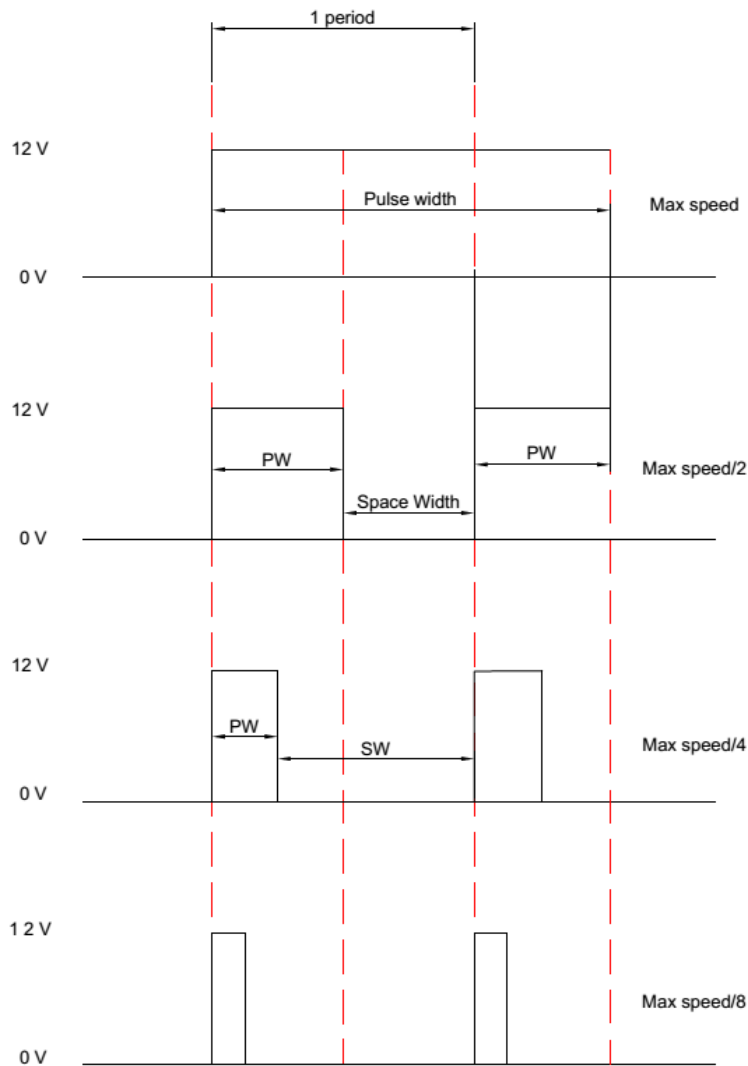 1 period
12 V
Pulse width
Max speed
0 V
12 V
PW
PW
Max speed/2
Space Width
0 V
12 V
PW
Max speed/4
SW
0 V
1 2 V
Max speed/8
0 V